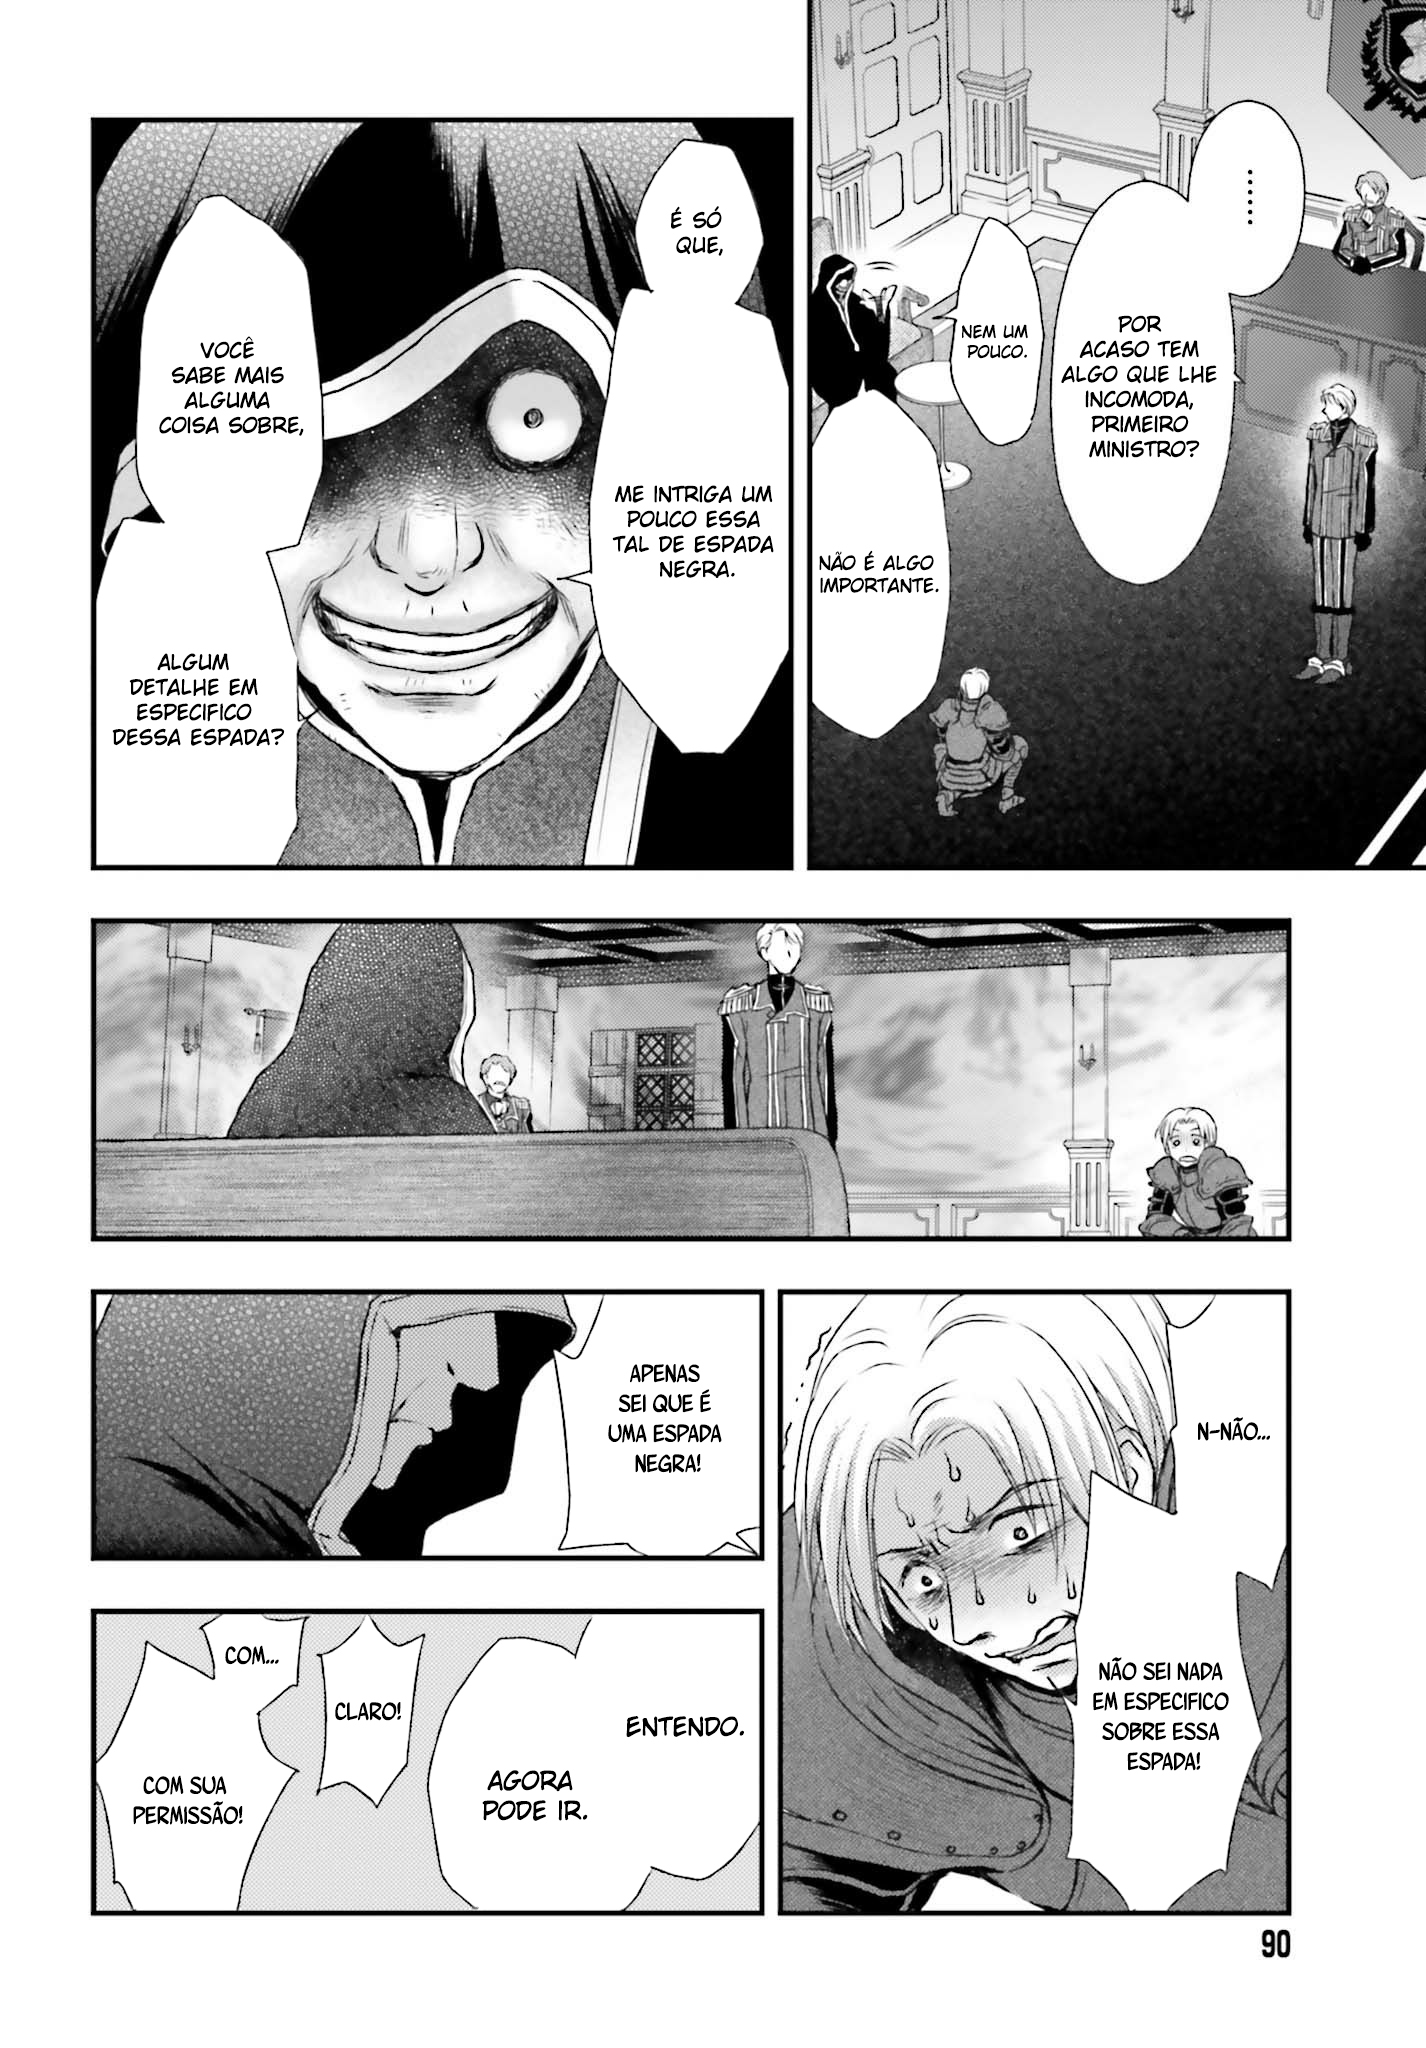 ......
POR
ACASO TEM
ALGO QUE LHE
INCOMODA,
PRIMEIRO
MINISTRO?
NEM UM
POUCO.
NÃO É ALGO
IMPORTANTE.
É SÓ
QUE,
ME INTRIGA UM
POUCO ESSA
TAL DE ESPADA
NEGRA.
VOCÊ
SABE MAIS
ALGUMA
COISA SOBRE,
ALGUM
DETALHE EM
ESPECIFICO
DESSA ESPADA?
N-NÃO...
NÃO SEI NADA
EM ESPECIFICO
SOBRE ESSA
ESPADA!
APENAS
SEI QUE É
UMA ESPADA
NEGRA!
ENTENDO.
AGORA
PODE IR.
CLARO!
COM...
COM SUA
PERMISSÃO!
90